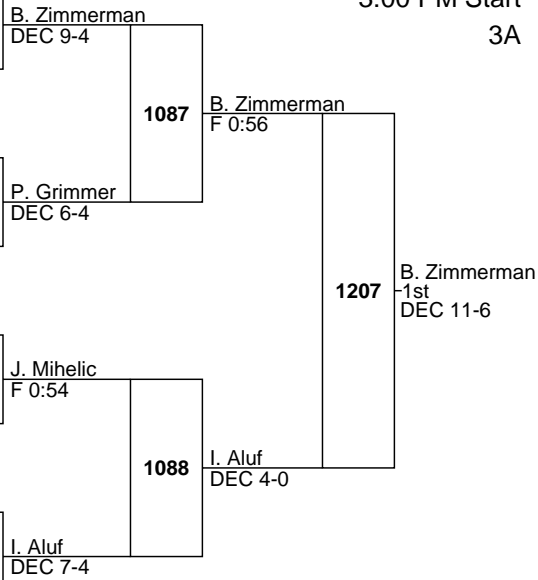 3:00 PM Start
3A
B. Zimmerman
DEC 9-4
1087
B. Zimmerman
F 0:56
P. Grimmer
DEC 6-4
1207
B. Zimmerman
1st
DEC 11-6
J. Mihelic
F 0:54
1088
I. Aluf
DEC 4-0
I. Aluf
DEC 7-4